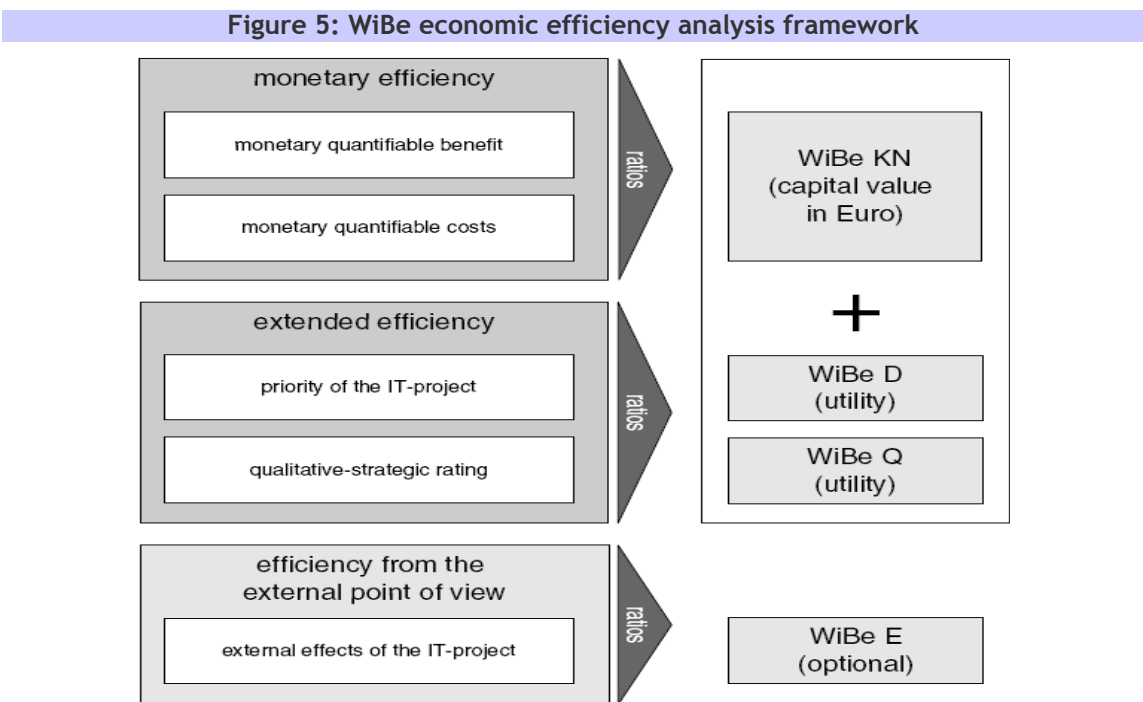 Figure 5: WiBe economic efficiency analysis framework
monetary efficiency
monetary quantifiable benefit
monetary quantifiable costs
ratios
WiBe KN
(capital value
in Euro)
+
extended efficiency
priority of the IT-project
qualitative-strategic rating
ratios
WiBe D
(utility)
WiBe Q
(utility)
efficiency from the
external point of view
external effects of the IT-project
ratios
WiBe E
(optional)